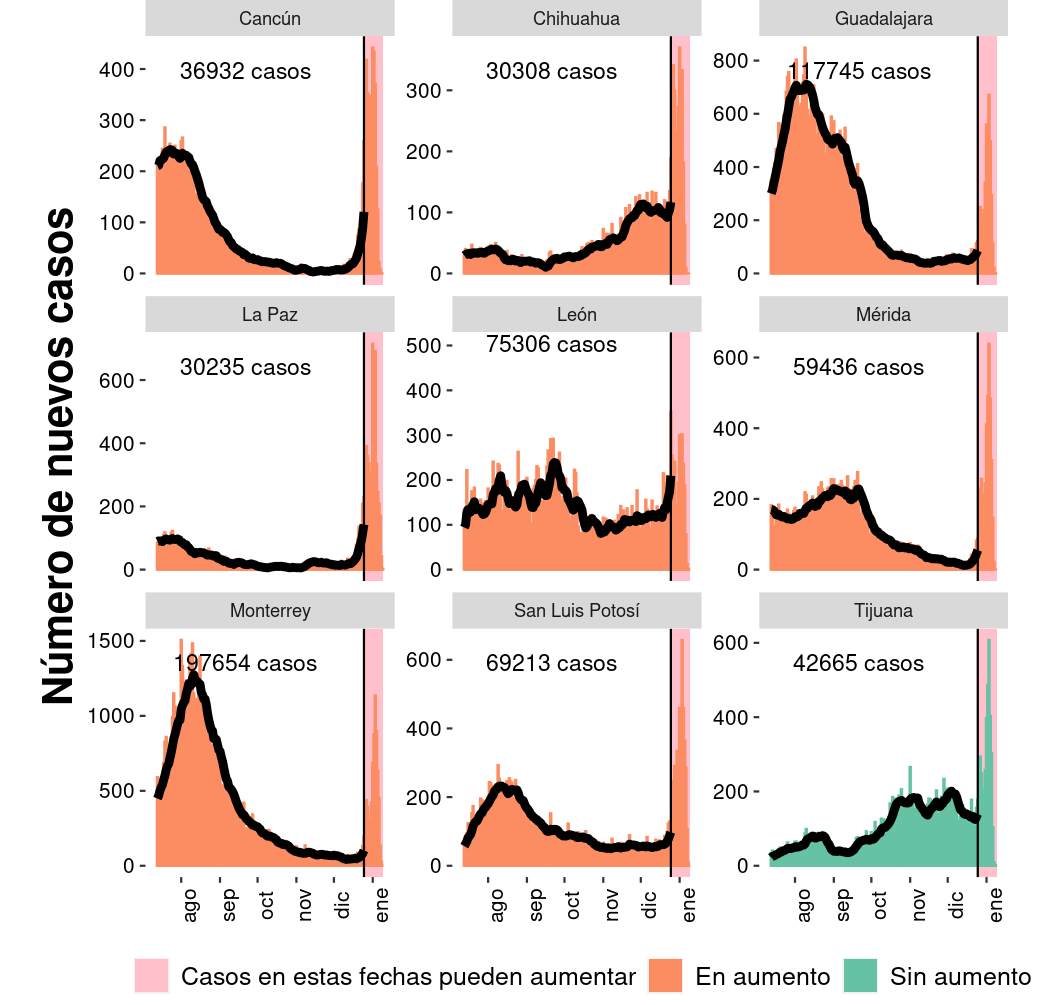 Número de nuevos casos
Cancún
Chihuahua
Guadalajara
36932 casos
30308 casos
117745 casos
400
300
200
100
0
300
200
100
0
800
600
400
200
0
La Paz
León
Mérida
30235 casos
75306 casos
59436 casos
600
400
200
0
500
400
300
200
100
0
600
400
200
0
Monterrey
San Luis Potosí
Tijuana
197654 casos
69213 casos
42665 casos
1500
1000
500
0
600
400
200
0
600
400
200
0
ago sep oct nov dic ene
ago sep oct nov dic ene
ago sep oct nov dic ene
Casos en estas fechas pueden aumentar En aumento Sin aumento